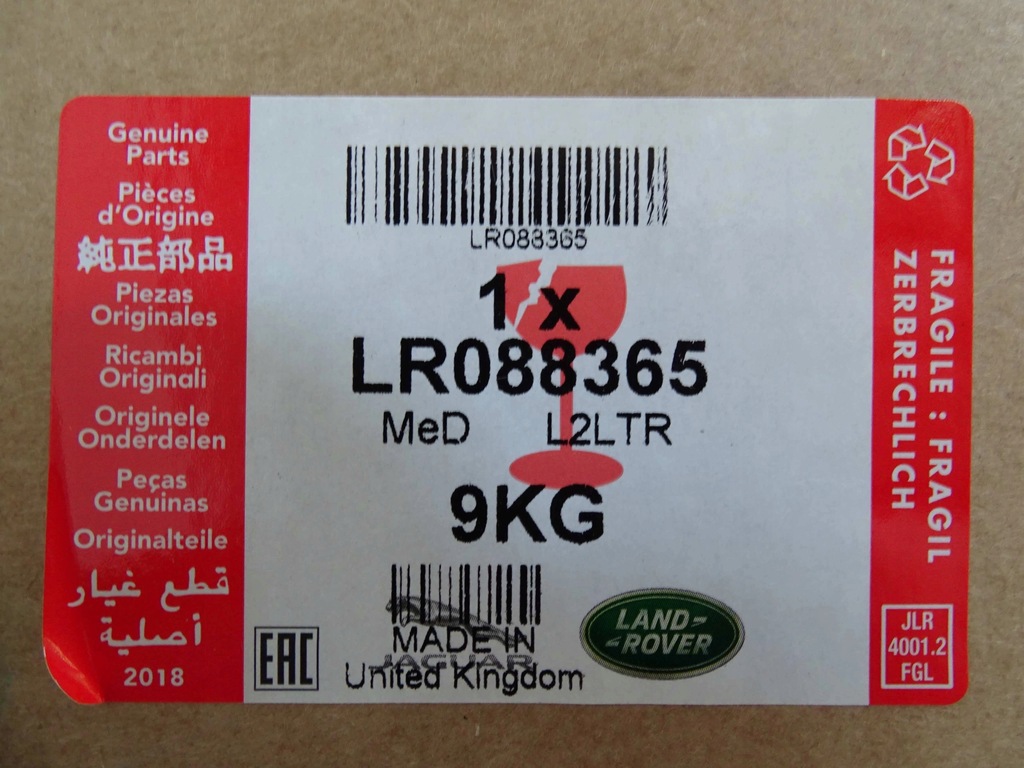 Genuine
Parts
Pièces
d'Origine
純正部品
Piezas
Originales
Ricambi
Originali
Originele
Onderdelen
Peças
Genuinas
Originalteile
قطع غيار
أصلية
2018
LR088365
1 x
LR088365
MeD L2LTR
9KG
EAC
MADE IN
JAGUAR
United Kingdom
LAND-
-ROVER
FRAGILE : FRAGIL
ZERBRECHLICH
JLR
4001.2
FGL